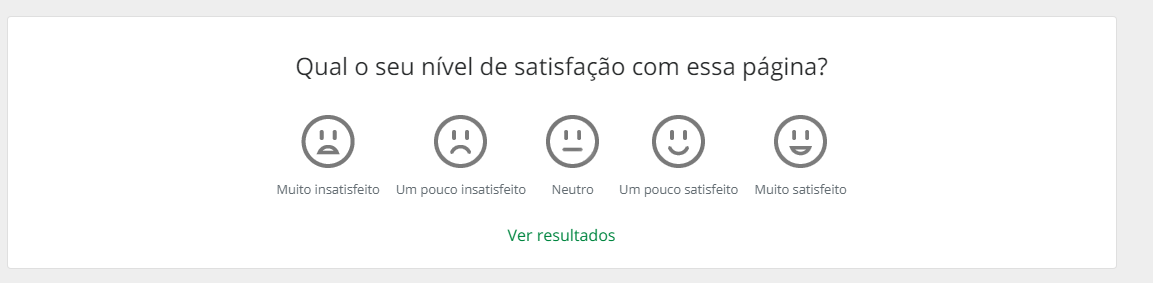 Qual o seu nível de satisfação com essa página?
Muito insatisfeito Um pouco insatisfeito Neutro Um pouco satisfeito Muito satisfeito
Ver resultados